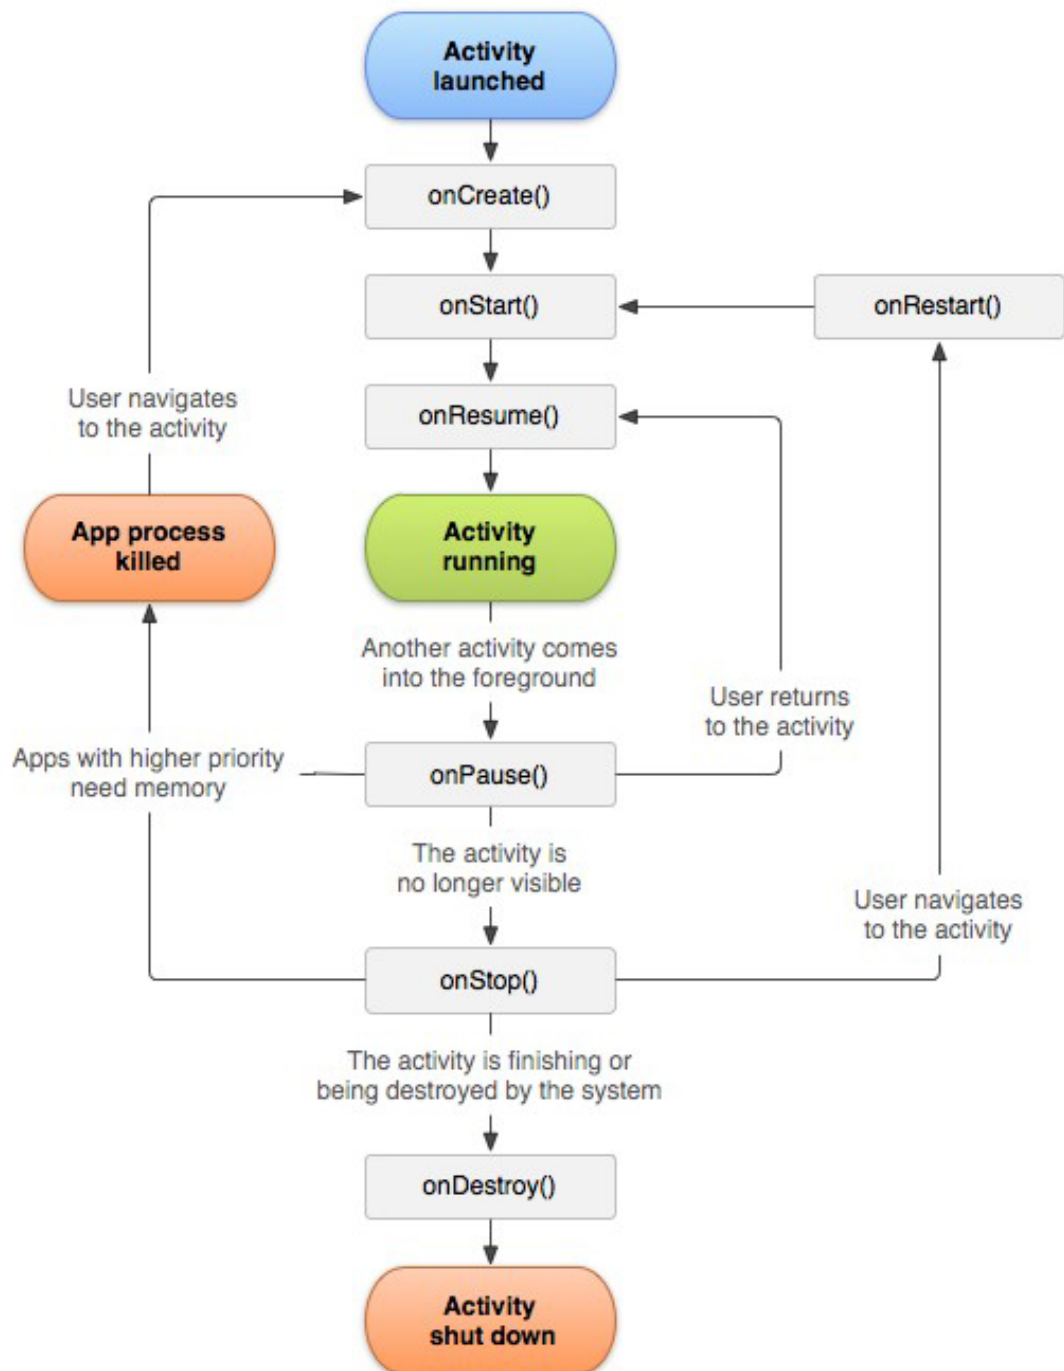 Activity
launched
onCreate()
onStart()
onRestart()
onResume()
User navigates
to the activity
App process
killed
Activity
running
Another activity comes
into the foreground
User returns
to the activity
Apps with higher priority
need memory
onPause()
The activity is
no longer visible
User navigates
to the activity
onStop()
The activity is finishing or
being destroyed by the system
onDestroy()
Activity
shut down